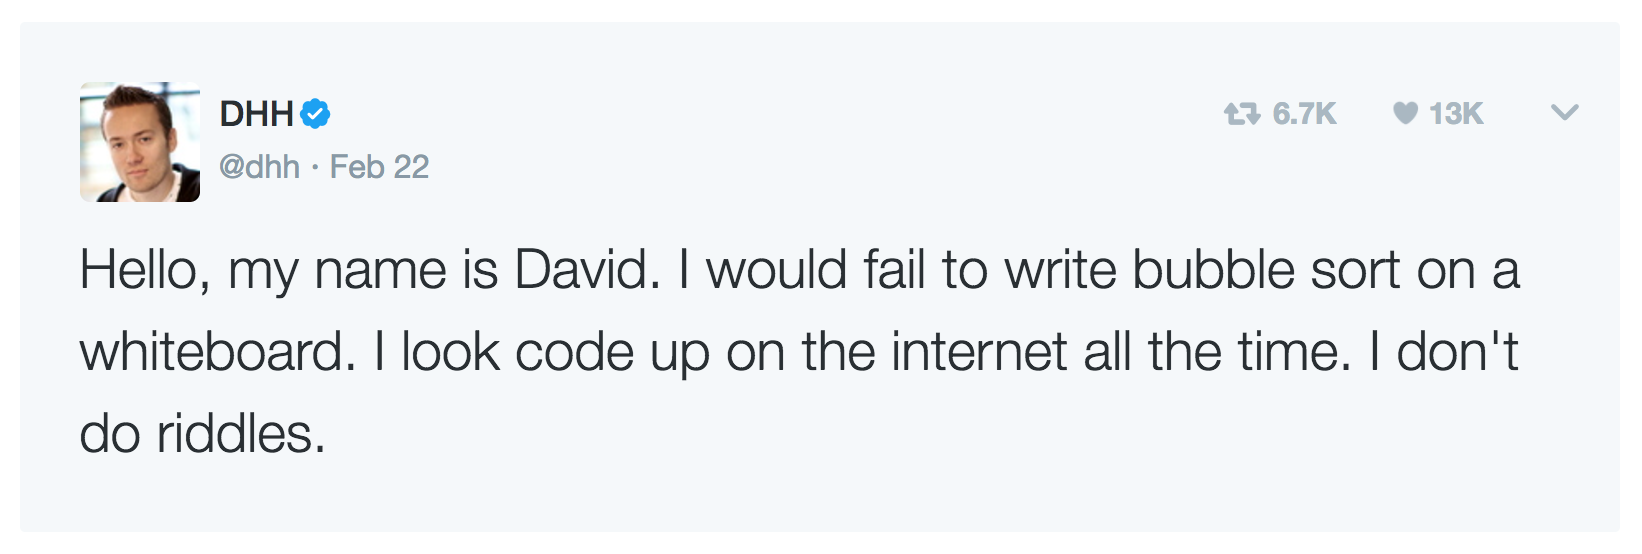 DHH
6.7K 13K
@dhh · Feb 22
Hello, my name is David. I would fail to write bubble sort on a
whiteboard. I look code up on the internet all the time. I don't
do riddles.